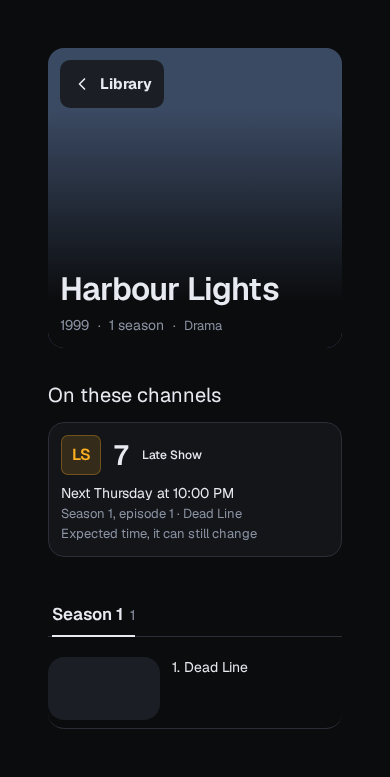 Library
Harbour Lights
1999 · 1 season · Drama
On these channels
LS 7 Late Show
Next Thursday at 10:00 PM
Season 1, episode 1 · Dead Line
Expected time, it can still change
Season 1 1
1. Dead Line